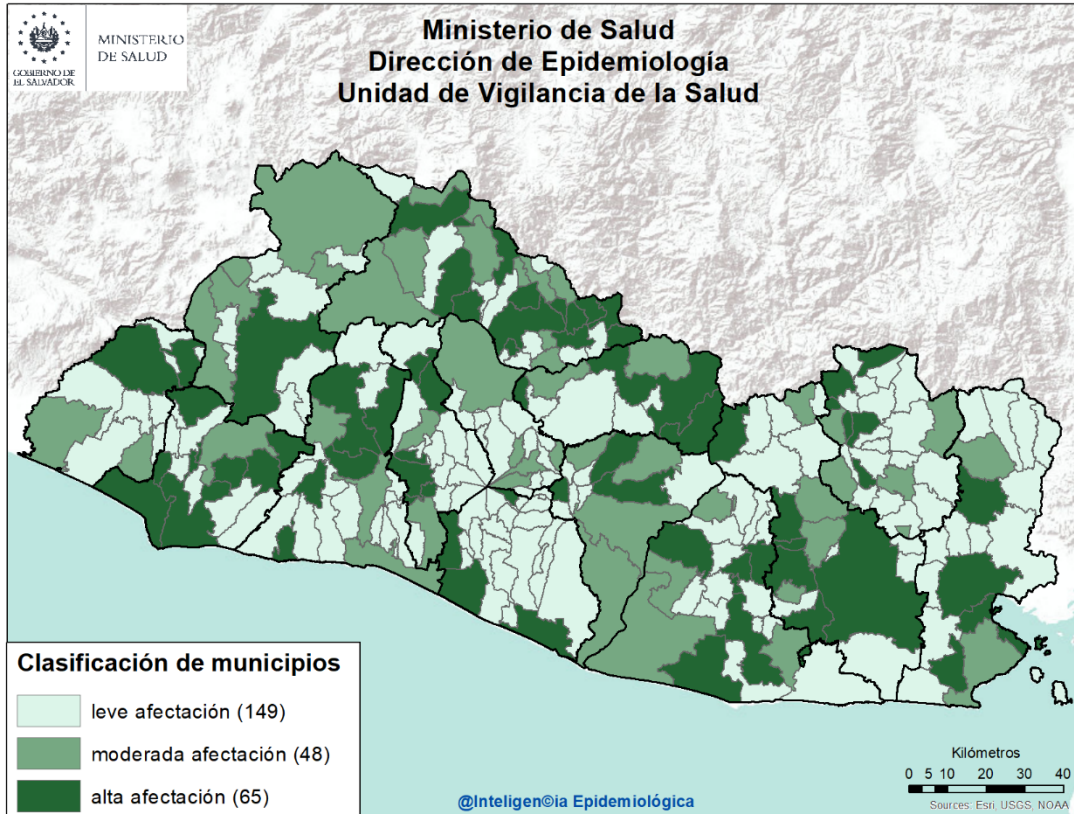 GOBIERNO DE
EL SALVADOR
MINISTERIO
DE SALUD
Ministerio de Salud
Dirección de Epidemiología
Unidad de Vigilancia de la Salud
Clasificación de municipios
leve afectación (149)
moderada afectación (48)
alta afectación (65)
@Inteligen©ia Epidemiológica
Kilómetros
0 5 10 20 30 40
Sources: Esri, USGS, NOAA